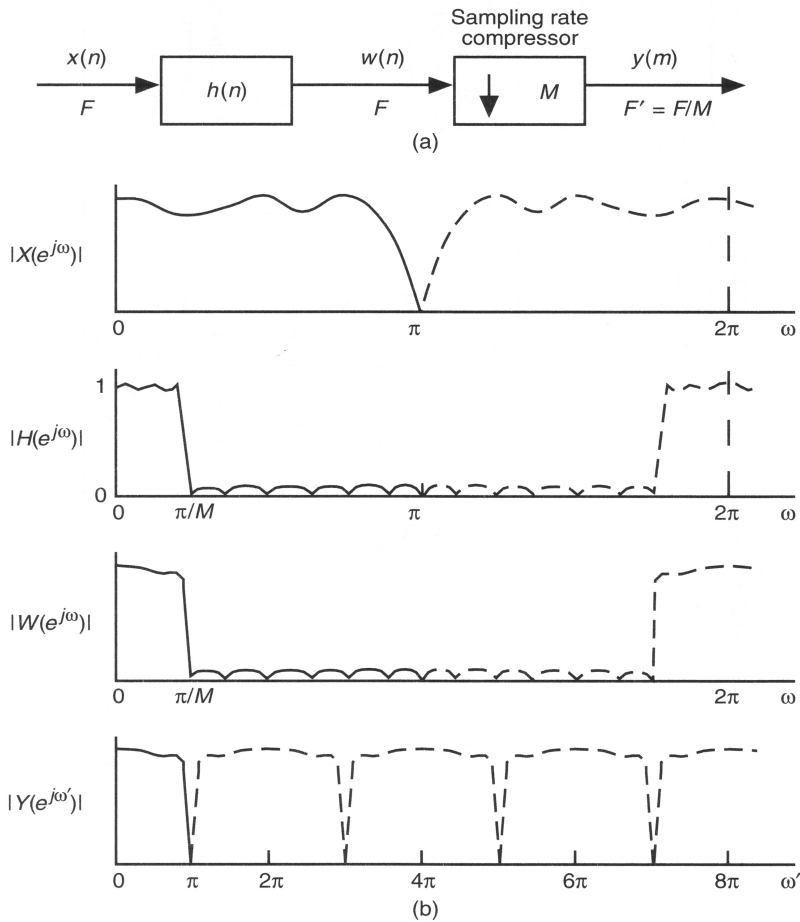 Sampling rate
compressor
x(n) w(n) y(m)
h(n) M
F F F′ = F/M
(a)
|X(e^{jω})|
0 π 2π ω
1
|H(e^{jω})|
0
0 π/M π 2π ω
|W(e^{jω})|
0 π/M 2π ω
|Y(e^{jω′})|
0 π 2π 4π 6π 8π ω′
(b)